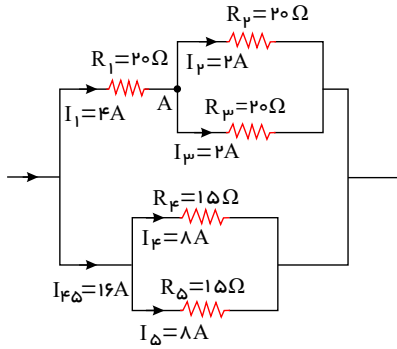 R۲=۲۰Ω
I۲=۲A
R۱=۲۰Ω
I۱=۴A
A
R۳=۲۰Ω
I۳=۲A
R۴=۱۵Ω
I۴=۸A
I۴۵=۱۶A
R۵=۱۵Ω
I۵=۸A